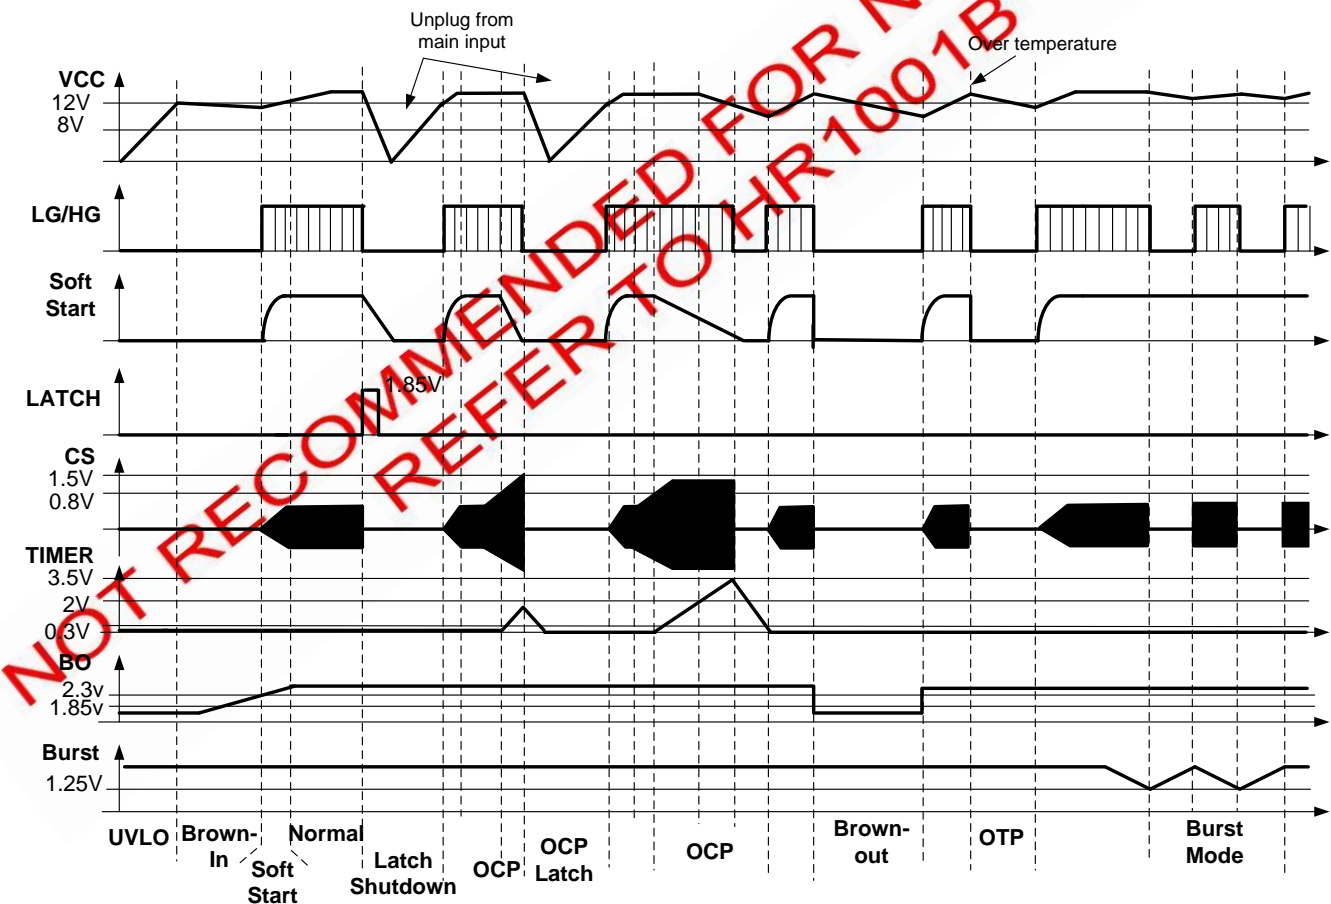 Unplug from
main input
Over temperature
VCC
12V
8V
LG/HG
Soft
Start
LATCH
1.85V
CS
1.5V
0.8V
TIMER
3.5V
2V
0.3V
BO
2.3v
1.85v
Burst
1.25V
UVLO
Brown-
In
Soft
Start
Normal
Latch
Shutdown
OCP
OCP
Latch
OCP
Brown-
out
OTP
Burst
Mode
NOT RECOMMENDED FOR
REFER TO HR1001B